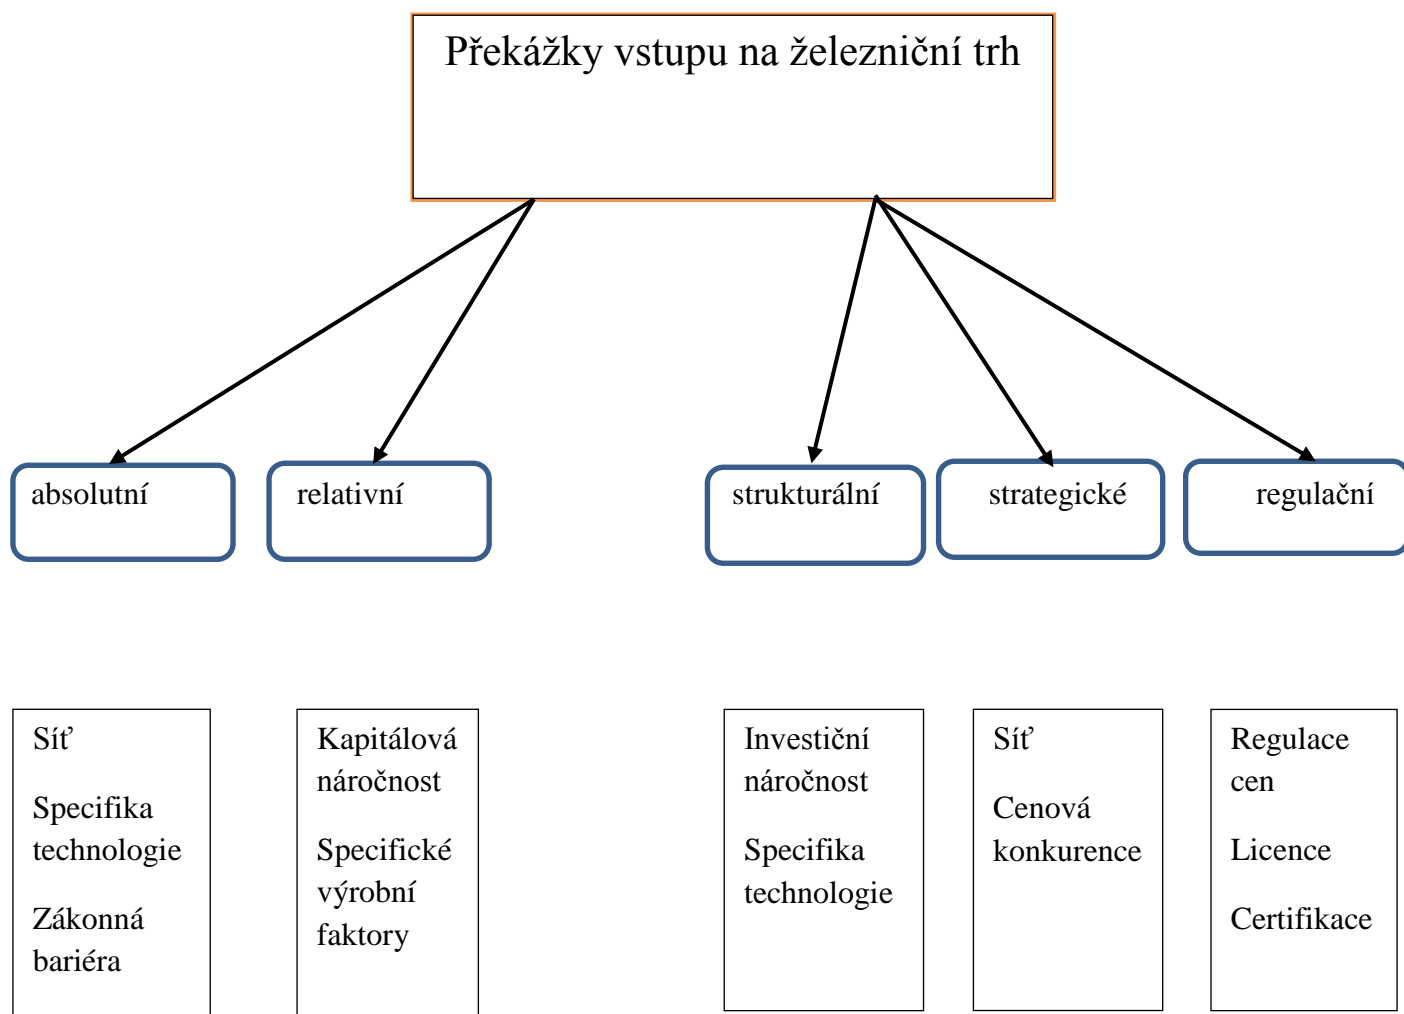 Překážky vstupu na železniční trh
absolutní
relativní
strukturální
strategické
regulační
Síť
Specifika
technologie
Zákonná
bariéra
Kapitálová
náročnost
Specifické
výrobní
faktory
Investiční
náročnost
Specifika
technologie
Síť
Cenová
konkurence
Regulace
cen
Licence
Certifikace